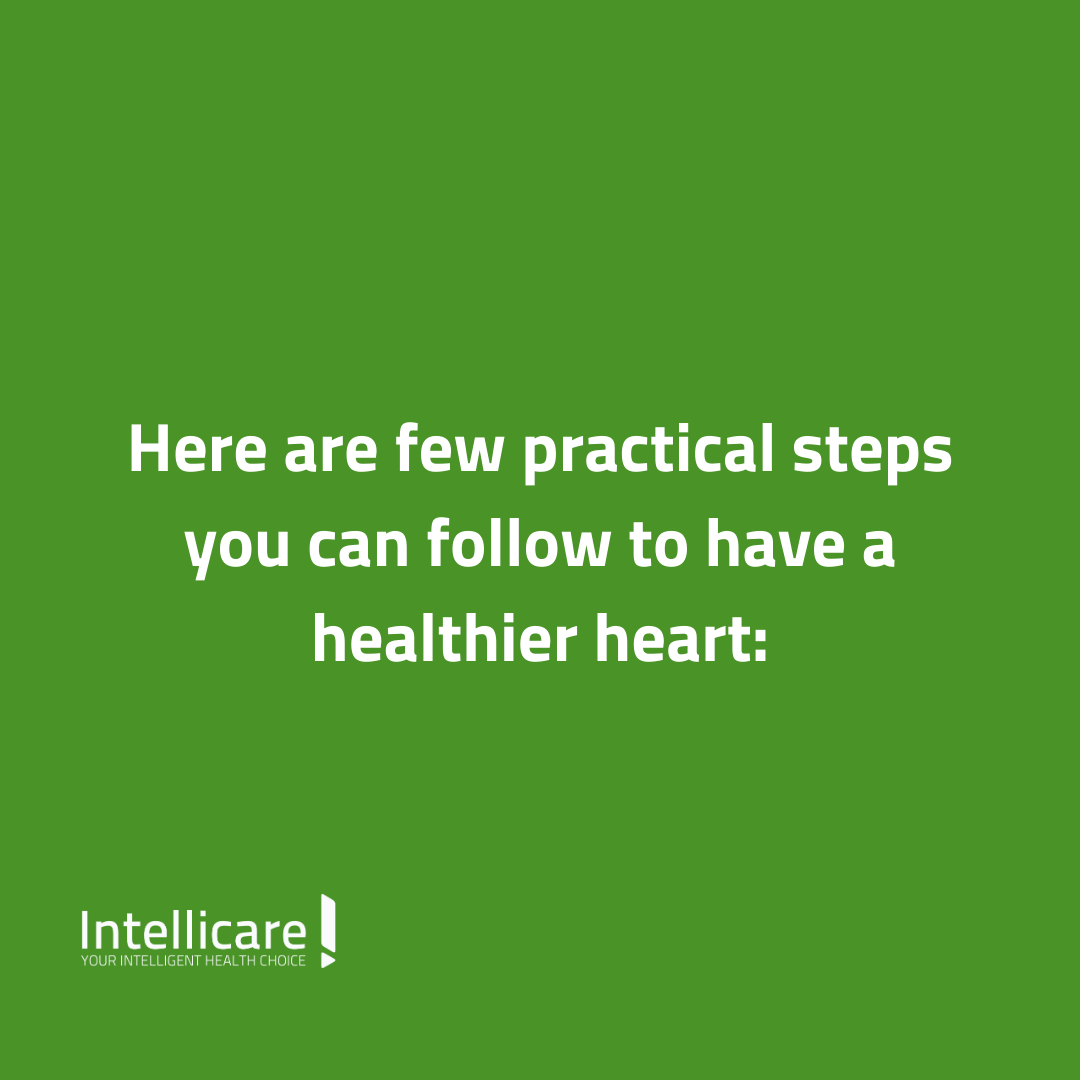 Here are few practical steps
you can follow to have a
healthier heart:
Intellicare
YOUR INTELLIGENT HEALTH CHOICE